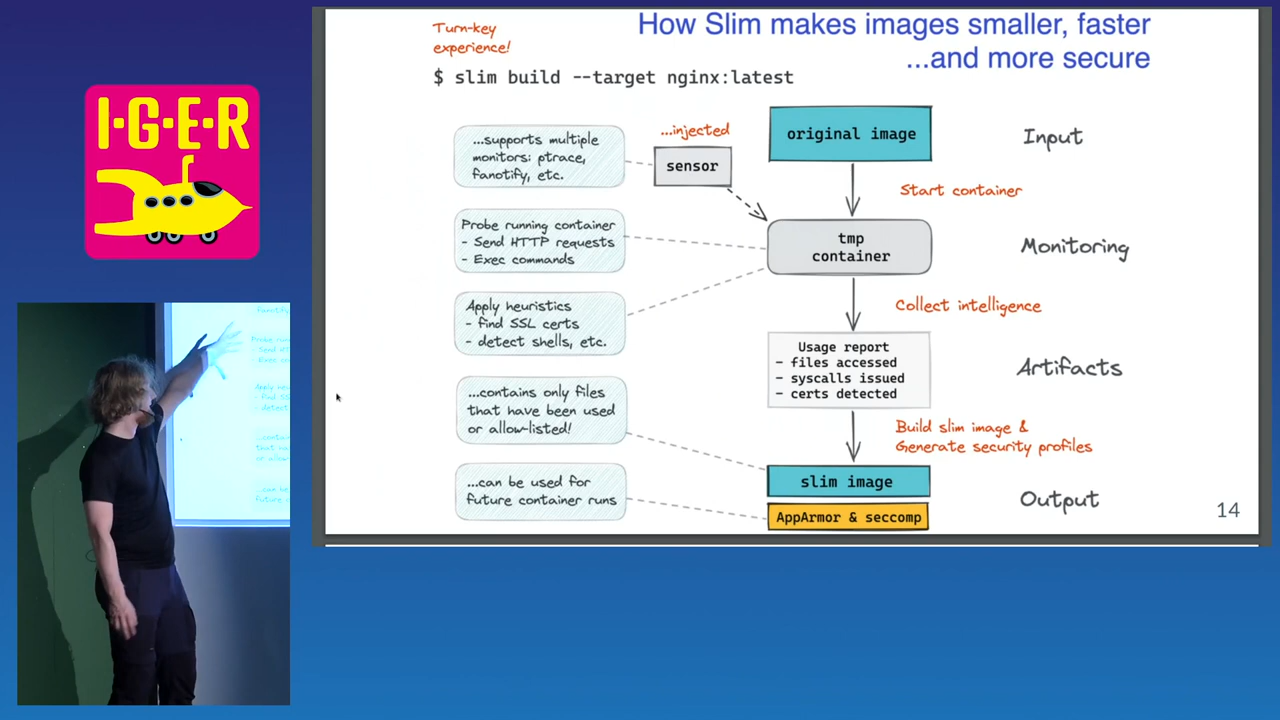 I·G·E·R
How Slim makes images smaller, faster
...and more secure
Turn-key
experience!
$ slim build --target nginx:latest
...supports multiple
monitors: ptrace,
fanotify, etc.
...injected
sensor
original image
Input
Start container
Probe running container
- Send HTTP requests
- Exec commands
tmp
container
Monitoring
Apply heuristics
- find SSL certs
- detect shells, etc.
Collect intelligence
Usage report
- files accessed
- syscalls issued
- certs detected
Artifacts
...contains only files
that have been used
or allow-listed!
Build slim image &
Generate security profiles
slim image
...can be used for
future container runs
AppArmor & seccomp
Output
14